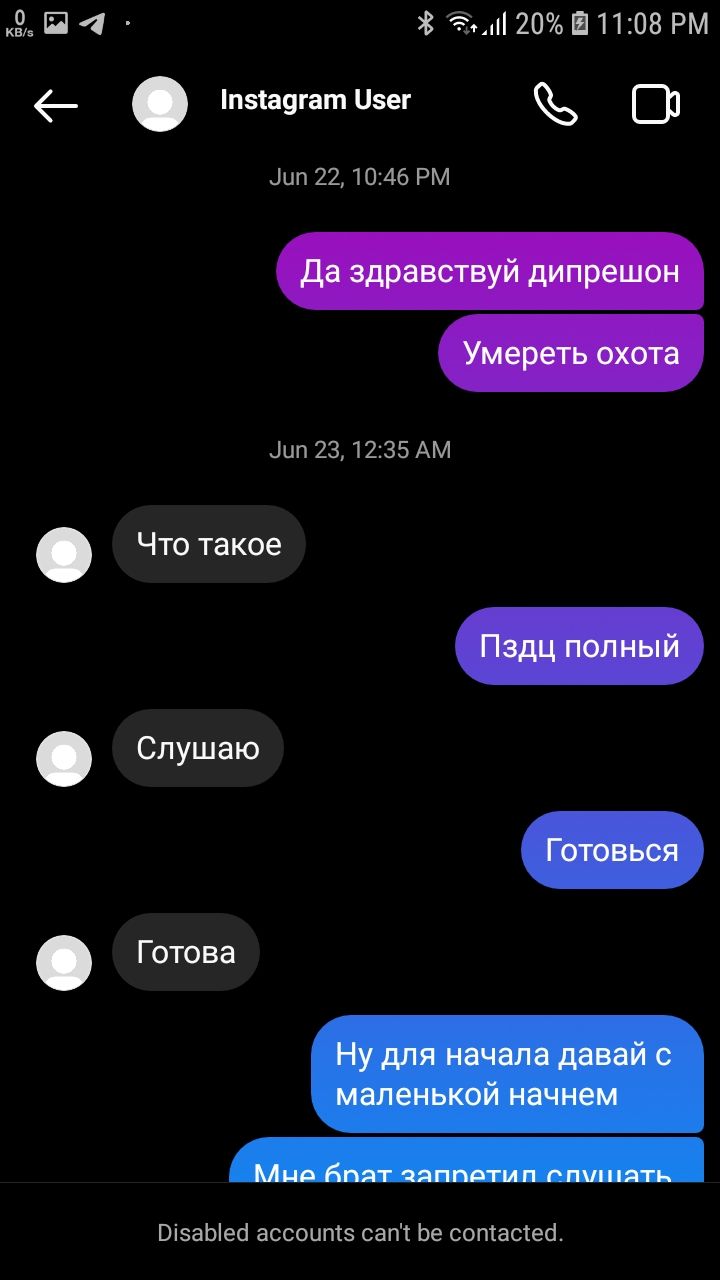 0
KB/s
20% 11:08 PM
Instagram User
Jun 22, 10:46 PM
Да здравствуй дипрешон
Умереть охота
Jun 23, 12:35 AM
Что такое
Пздц полный
Слушаю
Готовься
Готова
Ну для начала давай с
маленькой начнем
Мне брат запретил слушать
Disabled accounts can't be contacted.